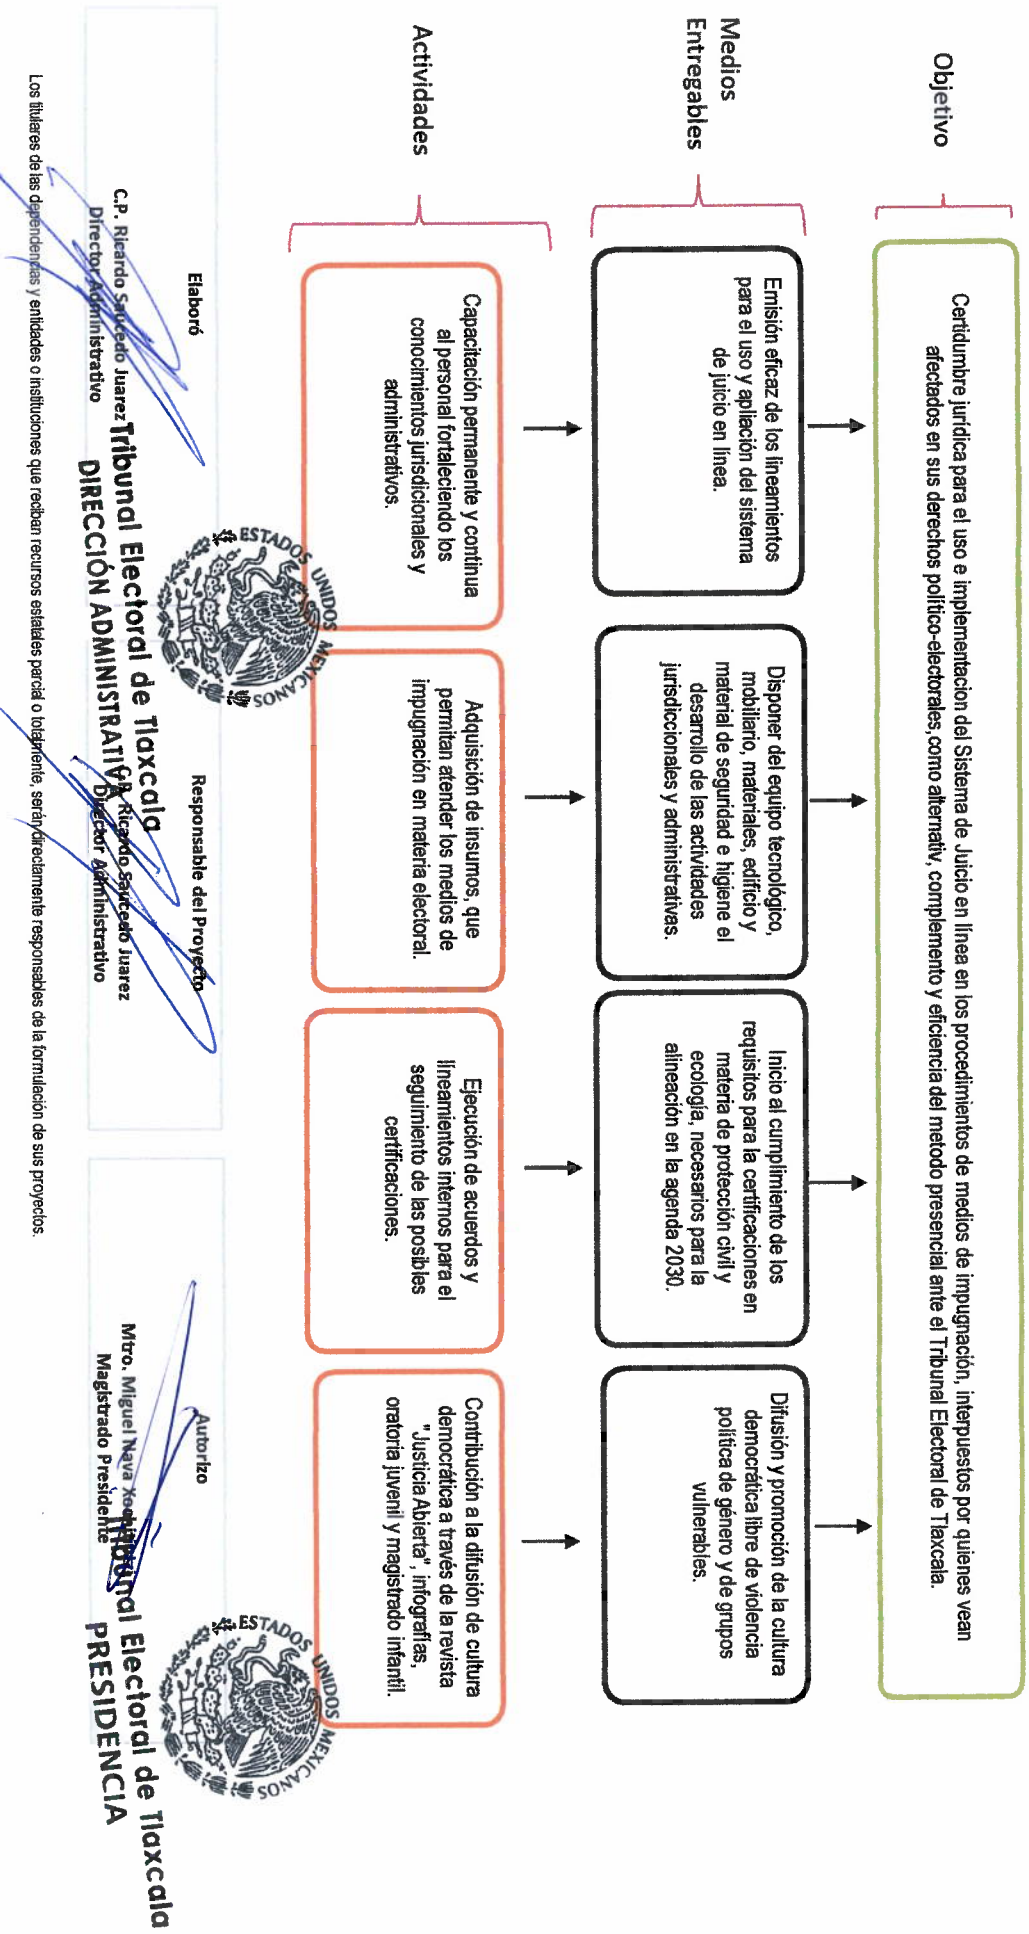 Objetivo
Certidumbre jurídica para el uso e implementacion del Sistema de Juicio en línea en los procedimientos de medios de impugnación, interpuestos por quienes vean
afectados en sus derechos político-electorales, como alternativ, complemento y eficiencia del metodo presencial ante el Tribunal Electoral de Tlaxcala.
Medios
Entregables
Emisión eficaz de los lineamientos
para el uso y apliación del sistema
de juicio en línea.
Disponer del equipo tecnológico,
mobiliario, materiales, edificio y
material de seguridad e higiene el
desarrollo de las actividades
jurisdiccionales y administrativas.
Inicio al cumplimiento de los
requisitos para la certificaciones en
materia de protección civil y
ecología, necesarios para la
alineación en la agenda 2030.
Difusión y promoción de la cultura
democrática libre de violencia
política de género y de grupos
vulnerables.
Actividades
Capacitación permanente y continua
al personal fortaleciendo los
conocimientos jurisdicionales y
administrativos.
Adquisición de insumos, que
permitan atender los medios de
impugnación en materia electoral.
Ejecución de acuerdos y
líneamientos internos para el
seguimiento de las posibles
certificaciones.
Contribución a la difusión de cultura
democrática a través de la revista
"Justicia Abierta", infografías,
oratoria juvenil y magistrado infantil.
Elaboró
C.P. Ricardo Saucedo Juarez
Director Administrativo
ESTADOS UNIDOS MEXICANOS
Tribunal Electoral de Tlaxcala
DIRECCIÓN ADMINISTRATIVA
Responsable del Proyecto
C.P. Ricardo Saucedo Juarez
Director Administrativo
Autorizo
Mtro. Miguel Nava
Magistrado Presidente
ESTADOS UNIDOS MEXICANOS
Tribunal Electoral de Tlaxcala
PRESIDENCIA
Los titulares de las dependencias y entidades o instituciones que reciban recursos estatales parcial o totalmente, serán directamente responsables de la formulación de sus proyectos.